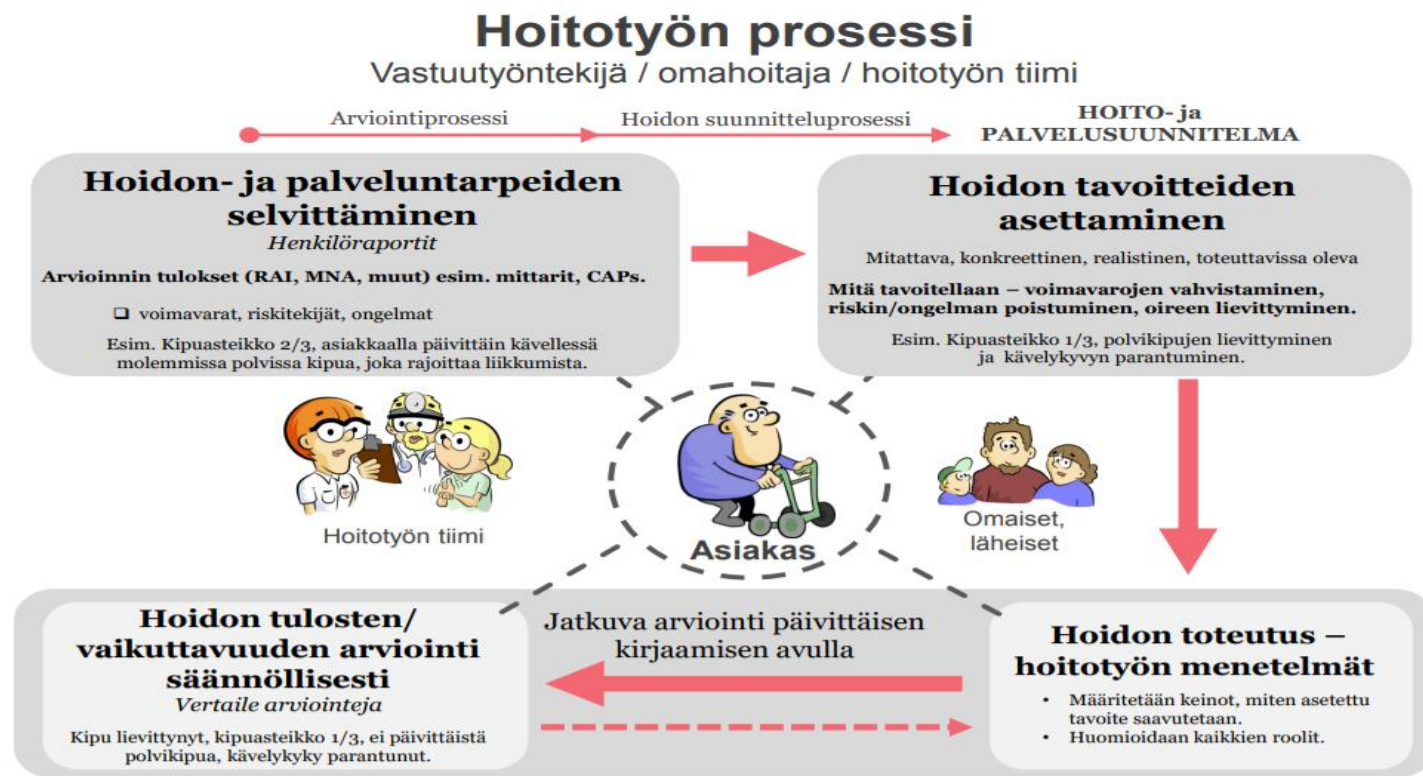 Hoitotyön prosessi
Vastuutyöntekijä / omahoitaja / hoitotyön tiimi
Arviointiprosessi
Hoidon suunnitteluprosessi
HOITO- ja
PALVELUSUUNNITELMA
Hoidon- ja palveluntarpeiden
selvittäminen
Henkilöraportit
Arvioinnin tulokset (RAI, MNA, muut) esim. mittarit, CAPs.
❑ voimavarat, riskitekijät, ongelmat
Esim. Kipuasteikko 2/3, asiakkaalla päivittäin kävellessä
molemmissa polvissa kipua, joka rajoittaa liikkumista.
Hoidon tavoitteiden
asettaminen
Mitattava, konkreettinen, realistinen, toteuttavissa oleva
Mitä tavoitellaan – voimavarojen vahvistaminen,
riskin/ongelman poistuminen, oireen lievittyminen.
Esim. Kipuasteikko 1/3, polvikipujen lievittyminen
ja kävelykyvyn parantuminen.
Hoitotyön tiimi
Asiakas
Omaiset,
läheiset
Hoidon tulosten/
vaikuttavuuden arviointi
säännöllisesti
Vertaile arviointeja
Kipu lievittynyt, kipuasteikko 1/3, ei päivittäistä
polvikipua, kävelykyky parantunut.
Jatkuva arviointi päivittäisen
kirjaamisen avulla
Hoidon toteutus –
hoitotyön menetelmät
• Määritetään keinot, miten asetettu
tavoite saavutetaan.
• Huomioidaan kaikkien roolit.